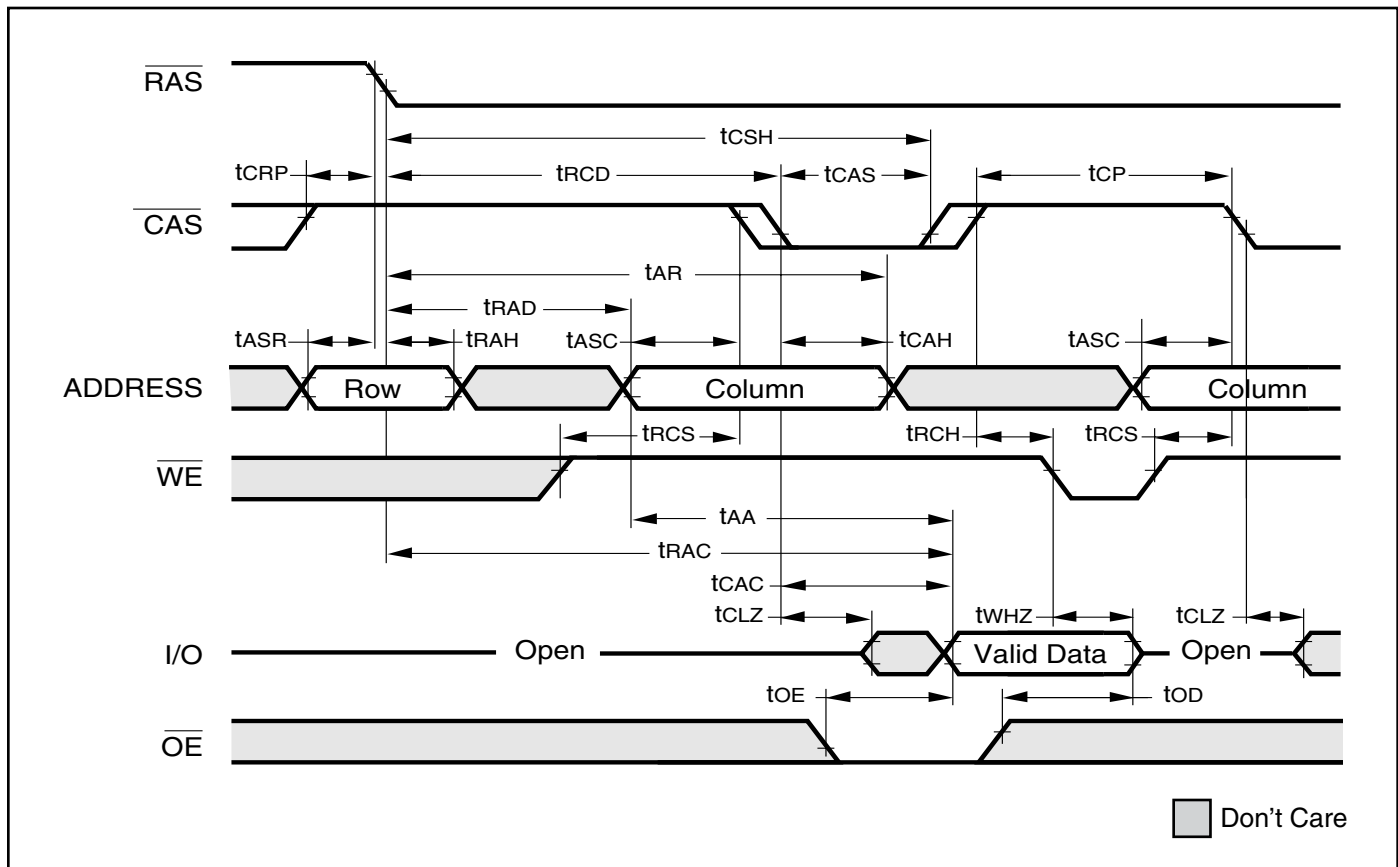 RAS
tCSH
tCRP
tRCD
tCAS
tCP
CAS
tAR
tRAD
tASR
tRAH
tASC
tCAH
tASC
ADDRESS
Row
Column
Column
tRCS
tRCH
tRCS
WE
tAA
tRAC
tCAC
tCLZ
tWHZ
tCLZ
I/O
Open
Valid Data
Open
tOE
tOD
OE
Don't Care